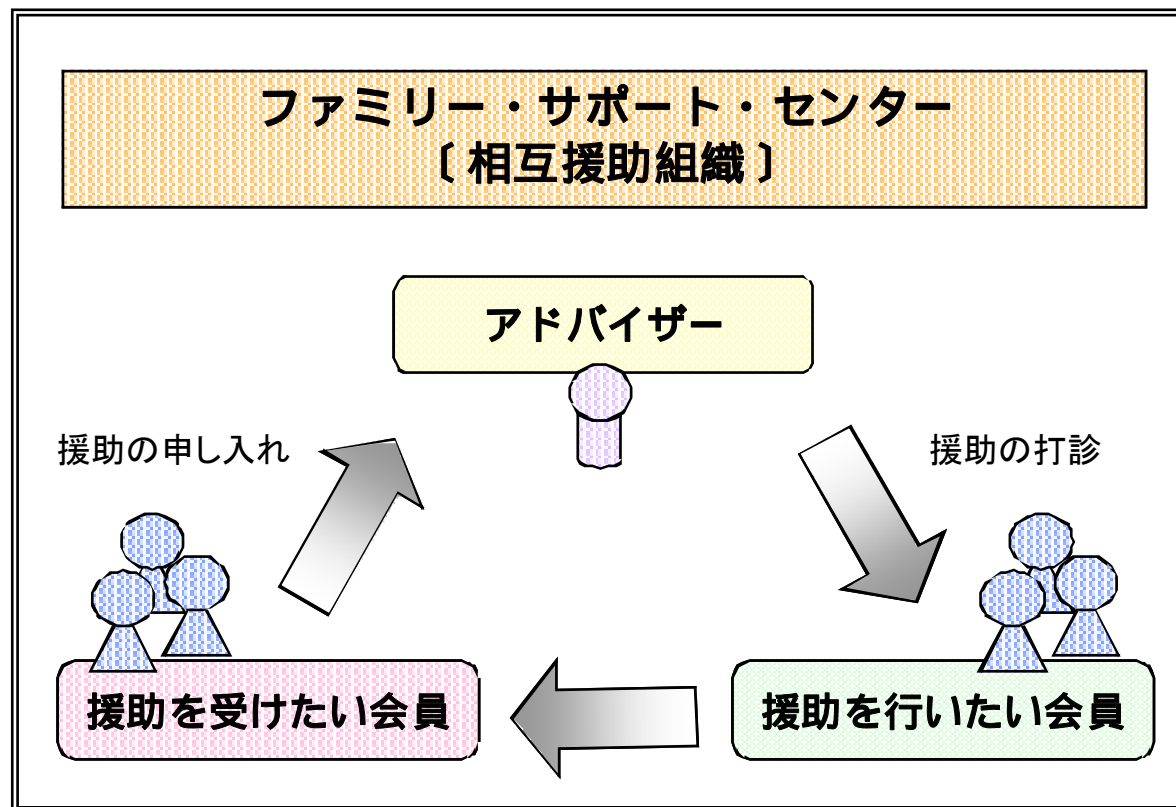 ファミリー・サポート・センター
〔相互援助組織〕
アドバイザー
援助の申し入れ
援助の打診
援助を受けたい会員
援助を行いたい会員